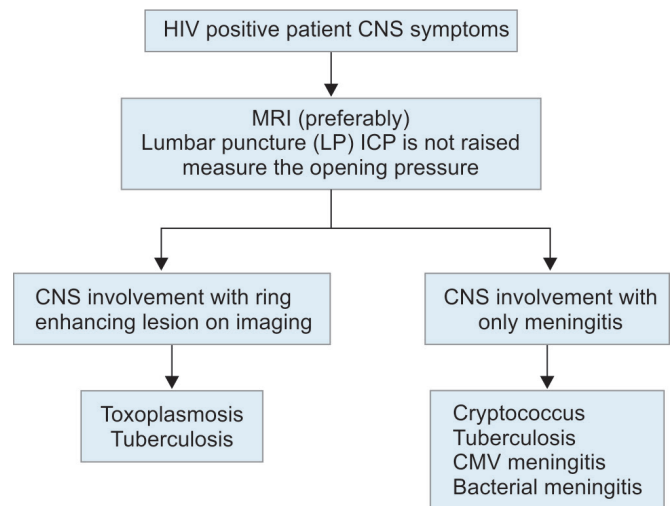 HIV positive patient CNS symptoms
MRI (preferably)
Lumbar puncture (LP) ICP is not raised
measure the opening pressure
CNS involvement with ring
enhancing lesion on imaging
CNS involvement with
only meningitis
Toxoplasmosis
Tuberculosis
Cryptococcus
Tuberculosis
CMV meningitis
Bacterial meningitis